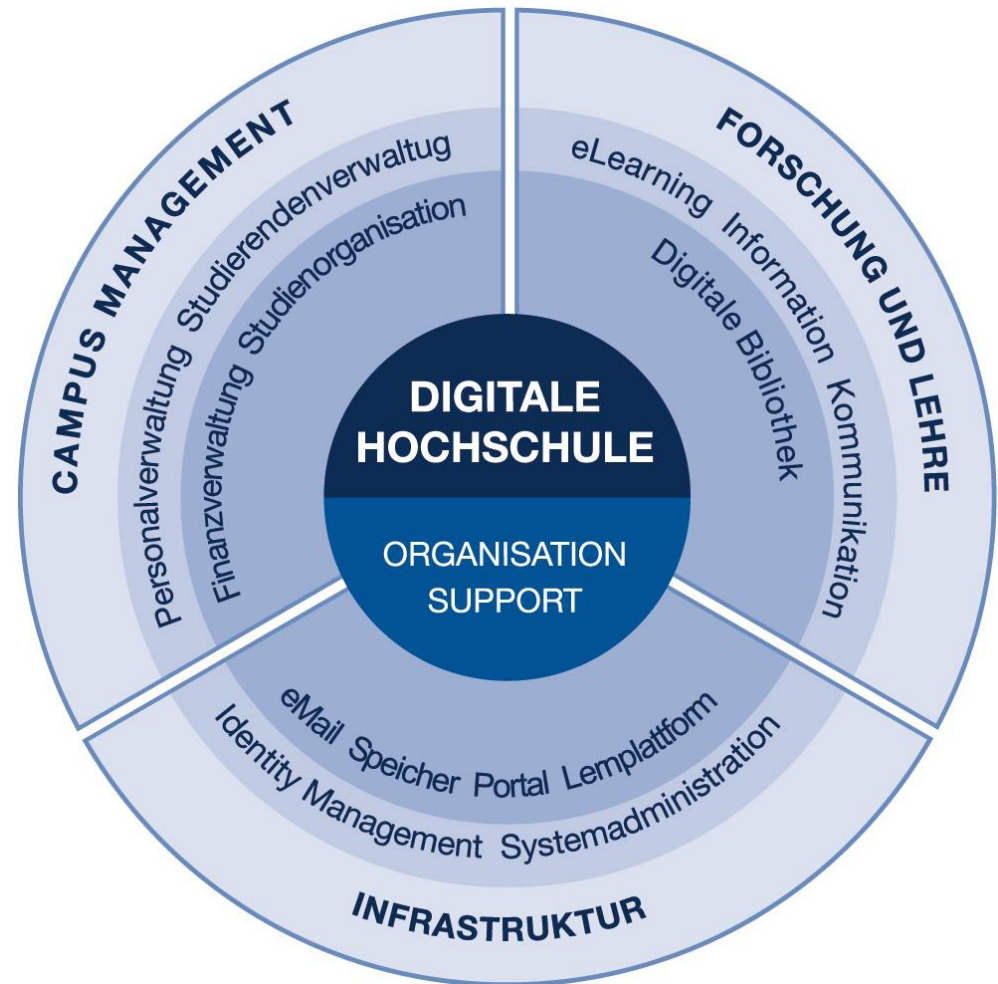 CAMPUS MANAGEMENT
Personalverwaltung Studierendenverwaltug
Finanzverwaltung Studienorganisation
FORSCHUNG UND LEHRE
eLearning Information Kommunikation
Digitale Bibliothek
DIGITALE
HOCHSCHULE
ORGANISATION
SUPPORT
eMail Speicher Portal Lernplattform
Identity Management Systemadministration
INFRASTRUKTUR